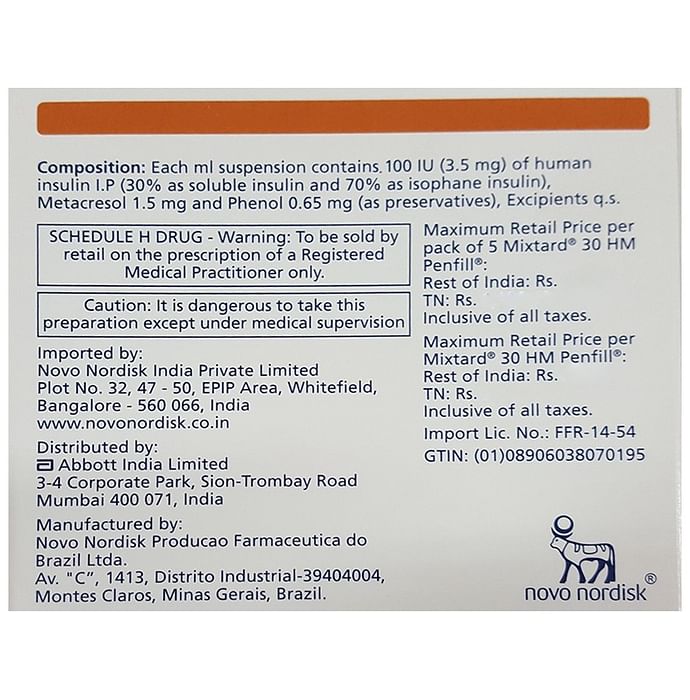 Composition: Each ml suspension contains 100 IU (3.5 mg) of human
insulin I.P (30% as soluble insulin and 70% as isophane insulin),
Metacresol 1.5 mg and Phenol 0.65 mg (as preservatives), Excipients q.s.
SCHEDULE H DRUG - Warning: To be sold by
retail on the prescription of a Registered
Medical Practitioner only.
Caution: It is dangerous to take this
preparation except under medical supervision
Imported by:
Novo Nordisk India Private Limited
Plot No. 32, 47 - 50, EPIP Area, Whitefield,
Bangalore - 560 066, India
www.novonordisk.co.in
Distributed by:
Abbott India Limited
3-4 Corporate Park, Sion-Trombay Road
Mumbai 400 071, India
Manufactured by:
Novo Nordisk Producao Farmaceutica do
Brazil Ltda.
Av. "C", 1413, Distrito Industrial-39404004,
Montes Claros, Minas Gerais, Brazil.
Maximum Retail Price per
pack of 5 Mixtard® 30 HM
Penfill®:
Rest of India: Rs.
TN: Rs.
Inclusive of all taxes.
Maximum Retail Price per
Mixtard® 30 HM Penfill®:
Rest of India: Rs.
TN: Rs.
Inclusive of all taxes.
Import Lic. No.: FFR-14-54
GTIN: (01)08906038070195
novo nordisk®